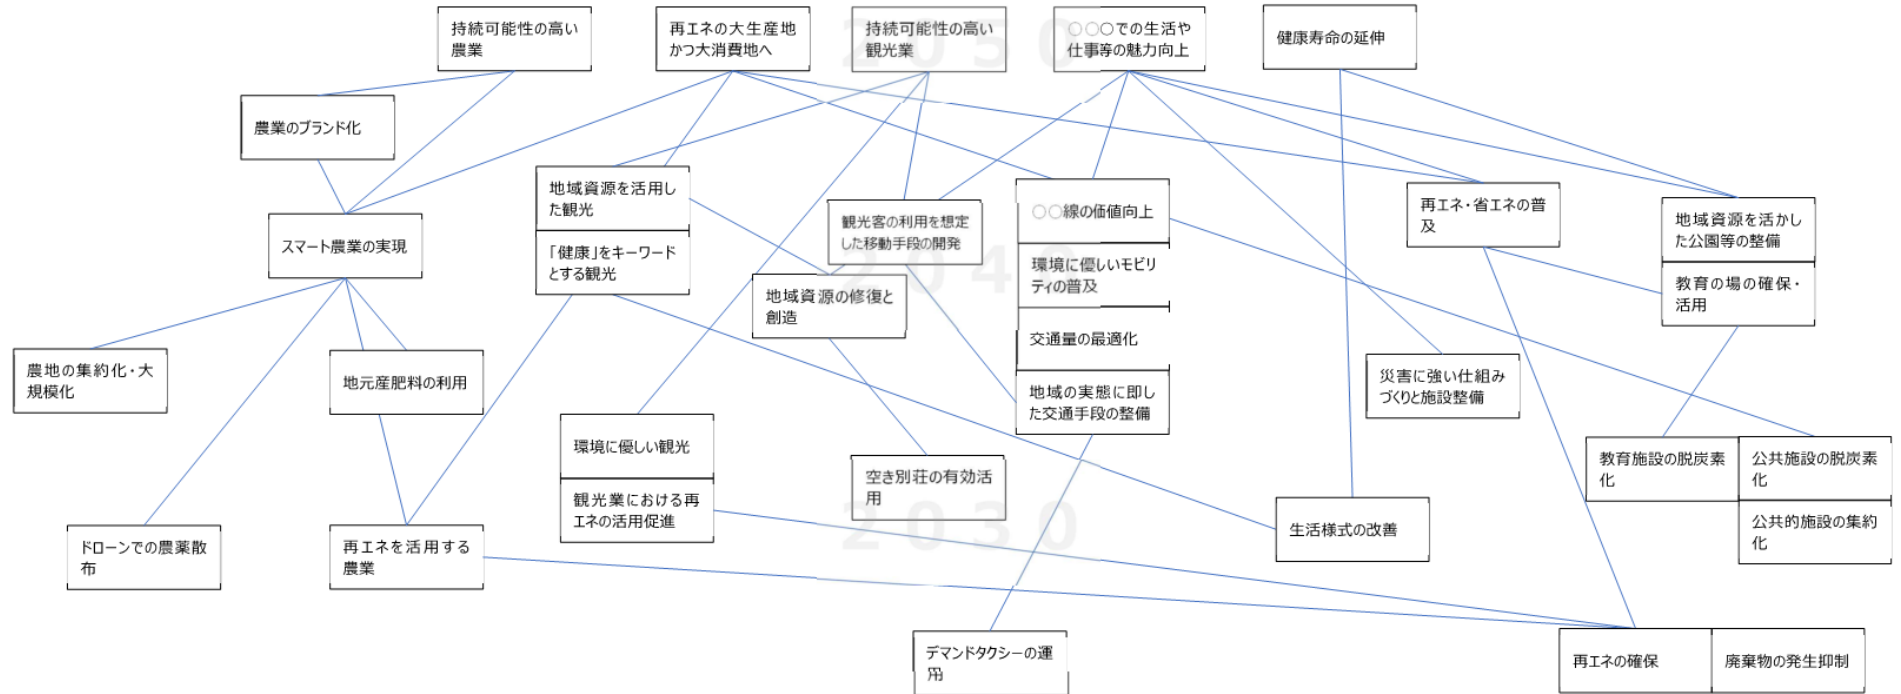 持続可能性の高い
農業
再エネの大生産地
かつ大消費地へ
持続可能性の高い
観光業
○○○での生活や
仕事等の魅力向上
健康寿命の延伸
2050
農業のブランド化
地域資源を活用し
た観光
「健康」をキーワード
とする観光
観光客の利用を想定
した移動手段の開発
○○線の価値向上
環境に優しいモビリ
ティの普及
交通量の最適化
地域の実態に即し
た交通手段の整備
再エネ・省エネの普
及
地域資源を活かし
た公園等の整備
教育の場の確保・
活用
スマート農業の実現
2040
地域資源の修復と
創造
農地の集約化・大
規模化
地元産肥料の利用
災害に強い仕組み
づくりと施設整備
環境に優しい観光
観光業における再
エネの活用促進
空き別荘の有効活
用
教育施設の脱炭素
化
公共施設の脱炭素
化
公共的施設の集約
化
2030
生活様式の改善
ドローンでの農薬散
布
再エネを活用する
農業
デマンドタクシーの運
用
再エネの確保
廃棄物の発生抑制